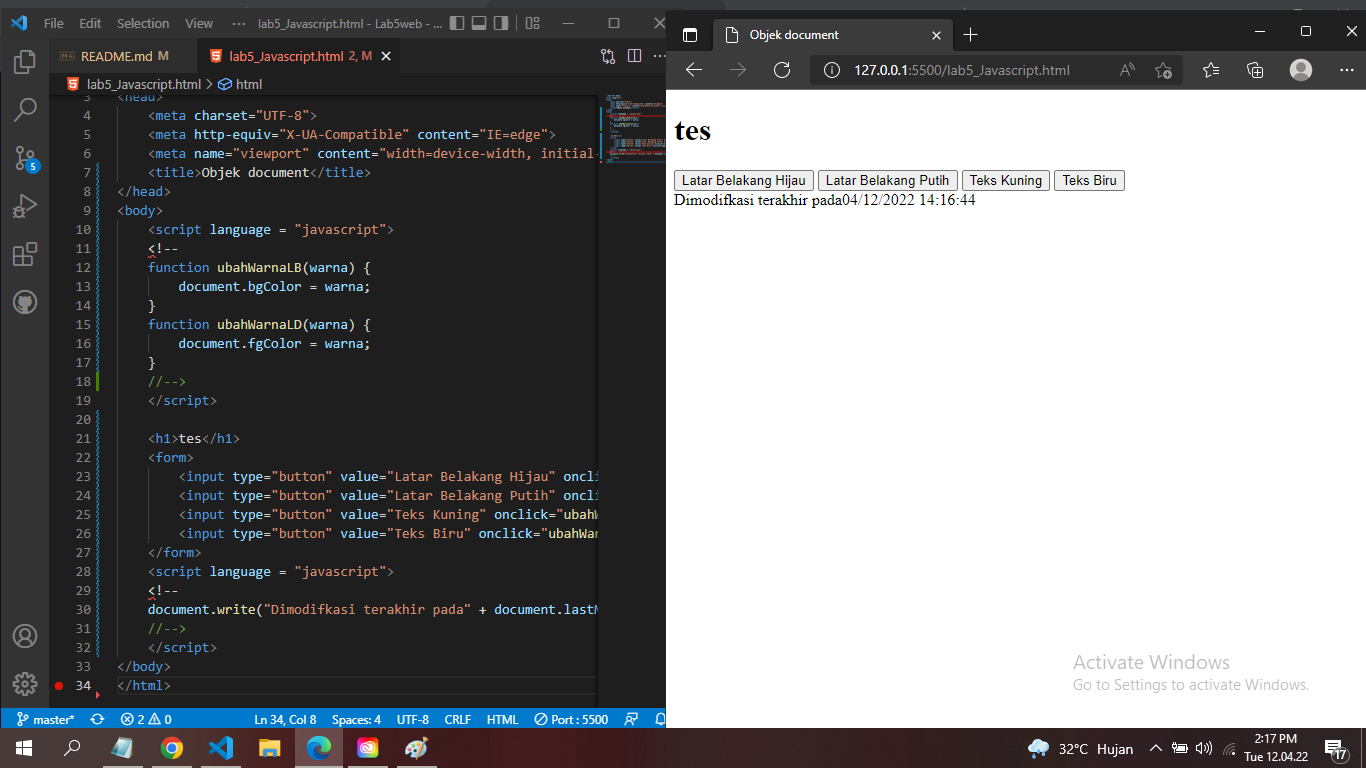 File Edit Selection View ··· lab5_Javascript.html - Lab5web - ...
README.md M lab5_Javascript.html 2, M
lab5_Javascript.html > html
3 <head>
4 <meta charset="UTF-8">
5 <meta http-equiv="X-UA-Compatible" content="IE=edge">
6 <meta name="viewport" content="width=device-width, initial-
7 <title>Objek document</title>
8 </head>
9 <body>
10 <script language = "javascript">
11 <!--
12 function ubahWarnaLB(warna) {
13 document.bgColor = warna;
14 }
15 function ubahWarnaLD(warna) {
16 document.fgColor = warna;
17 }
18 //-->
19 </script>
20
21 <h1>tes</h1>
22 <form>
23 <input type="button" value="Latar Belakang Hijau" oncli
24 <input type="button" value="Latar Belakang Putih" oncli
25 <input type="button" value="Teks Kuning" onclick="ubahW
26 <input type="button" value="Teks Biru" onclick="ubahWar
27 </form>
28 <script language = "javascript">
29 <!--
30 document.write("Dimodifkasi terakhir pada" + document.lastM
31 //-->
32 </script>
33 </body>
34 </html>
5
master* 2 0 Ln 34, Col 8 Spaces: 4 UTF-8 CRLF HTML Port : 5500
Objek document
127.0.0.1:5500/lab5_Javascript.html
tes
Latar Belakang Hijau Latar Belakang Putih Teks Kuning Teks Biru
Dimodifkasi terakhir pada04/12/2022 14:16:44
Activate Windows
Go to Settings to activate Windows.
32°C Hujan
2:17 PM
Tue 12.04.22
17